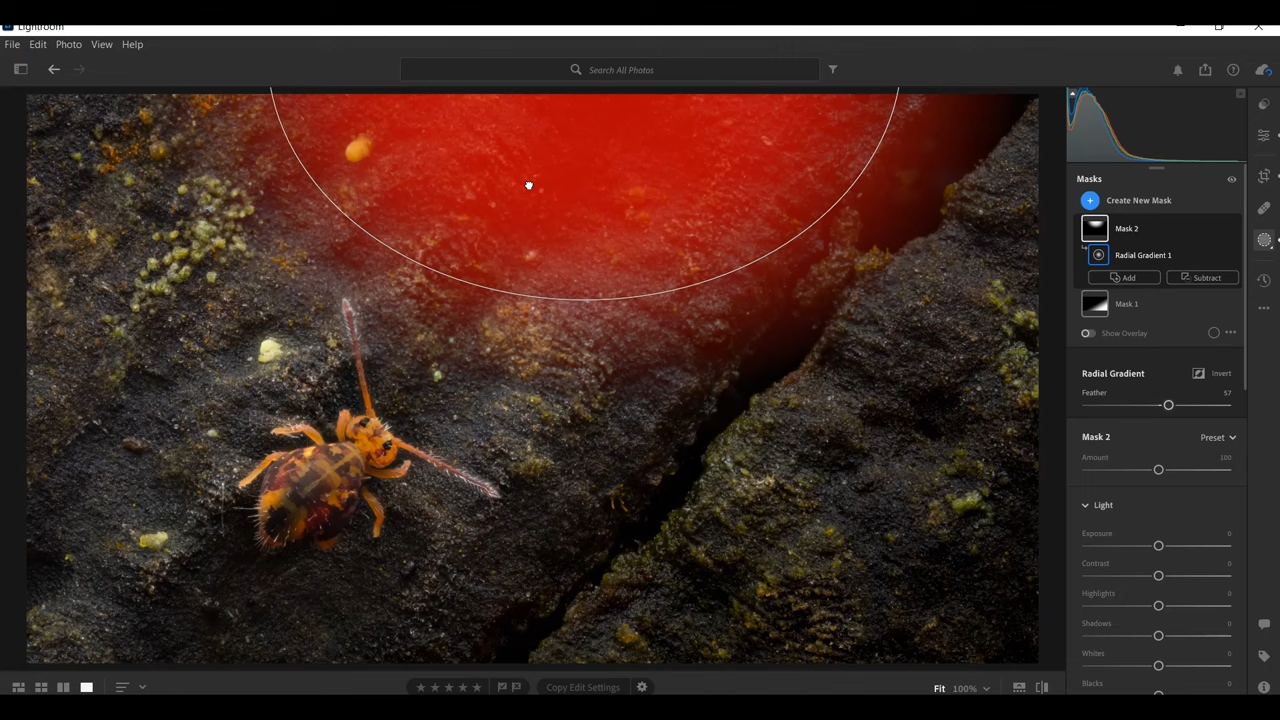 Lightroom
File Edit Photo View Help
Search All Photos
Masks
Create New Mask
Mask 2
Radial Gradient 1
Add Subtract
Mask 1
Show Overlay
Radial Gradient Invert
Feather 57
Mask 2 Preset
Amount 100
Light
Exposure 0
Contrast 0
Highlights 0
Shadows 0
Whites 0
Blacks 0
Copy Edit Settings
Fit 100%